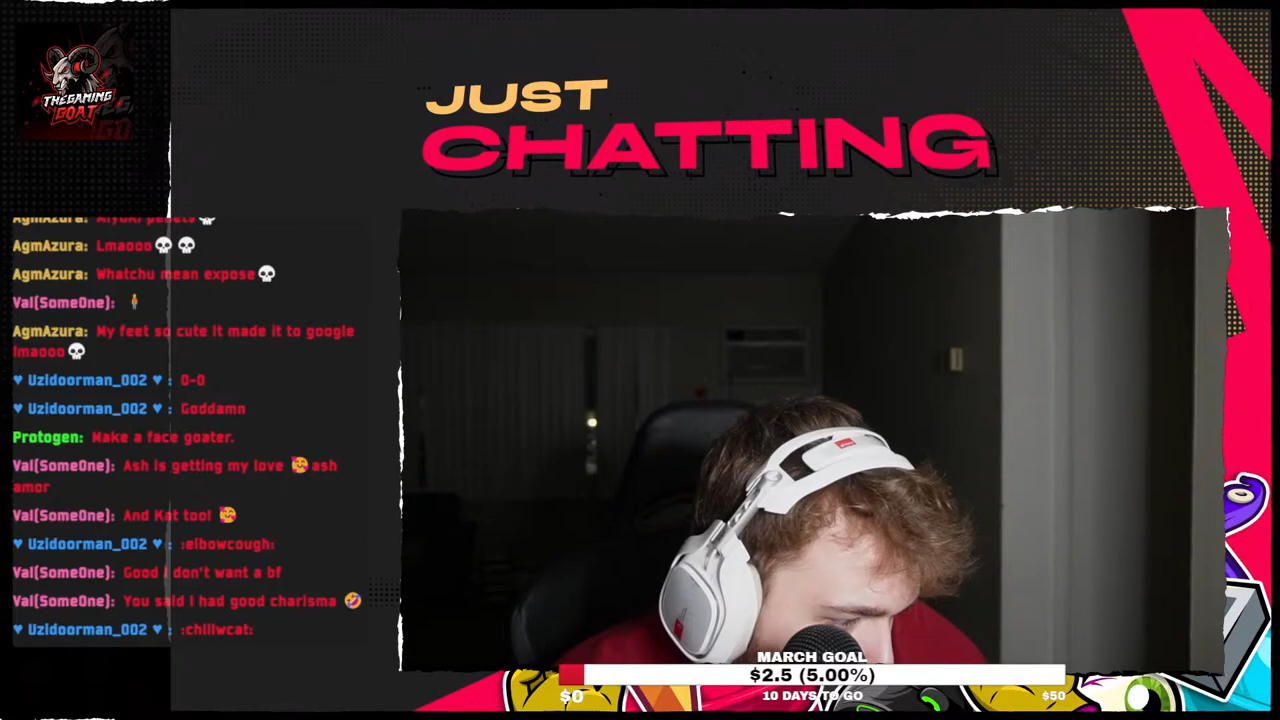 THEGAMING
GOAT
JUST
CHATTING
AgmAzura: Miyuki
AgmAzura: Lmaooo💀💀
AgmAzura: Whatchu mean expose💀
Val(SomeOne): 🧍
AgmAzura: My feet so cute it made it to google
lmaooo💀
♥ Uzidoorman_002 ♥ : 0-0
♥ Uzidoorman_002 ♥ : Goddamn
Protogen: Make a face goater.
Val(SomeOne): Ash is getting my love 🥰ash
amor
Val(SomeOne): And Kat too! 🥰
♥ Uzidoorman_002 ♥ : :elbowcough:
Val(SomeOne): Good I don't want a bf
Val(SomeOne): You said I had good charisma 🤣
♥ Uzidoorman_002 ♥ : :chillwcat:
MARCH GOAL
$2.5 (5.00%)
$0 10 DAYS TO GO $50